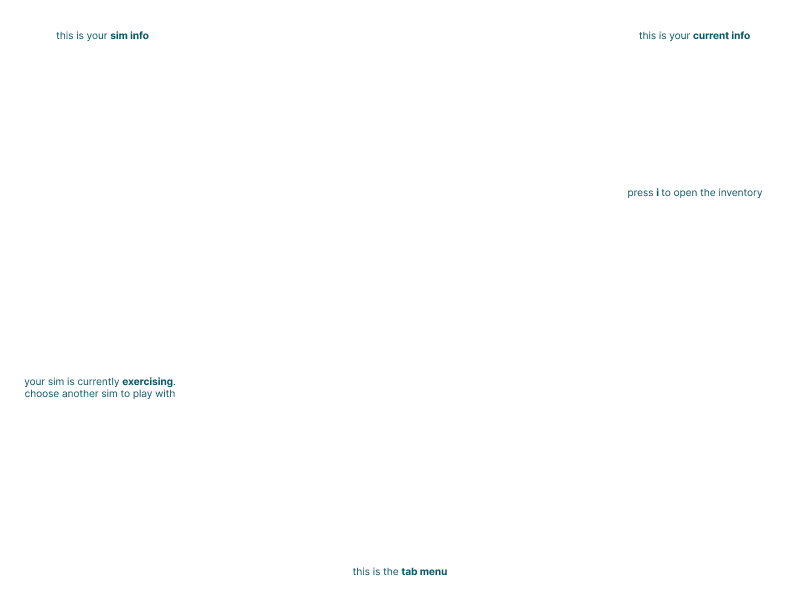 this is your sim info
this is your current info
press i to open the inventory
your sim is currently exercising.
choose another sim to play with
this is the tab menu